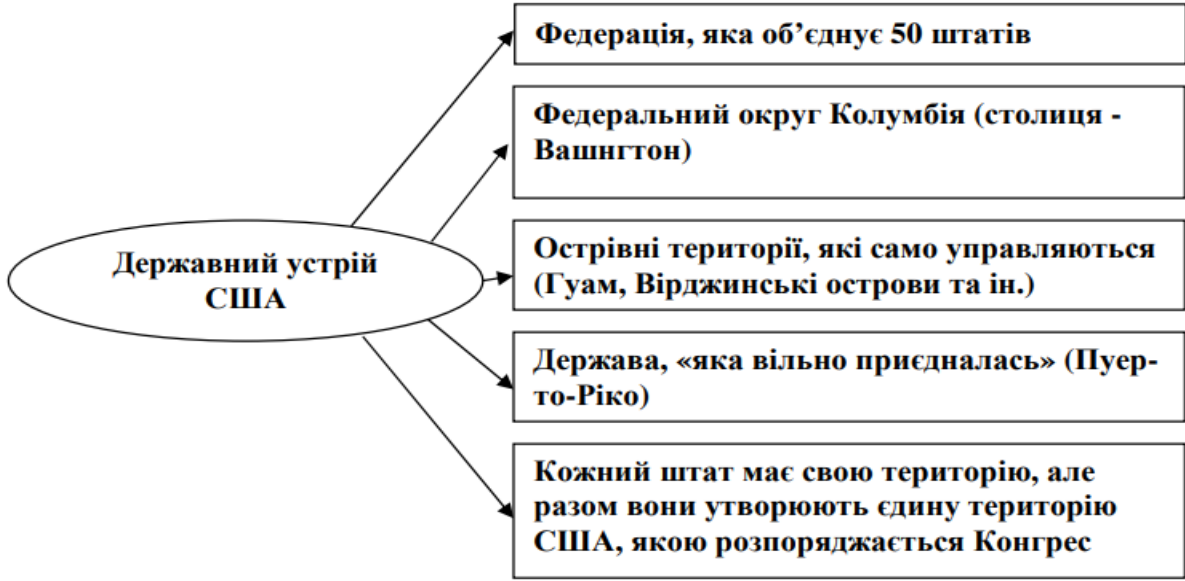 Федерація, яка об’єднує 50 штатів
Федеральний округ Колумбія (столиця -
Вашнгтон)
Державний устрій
США
Острівні території, які само управляються
(Гуам, Вірджинські острови та ін.)
Держава, «яка вільно приєдналась» (Пуер-
то-Ріко)
Кожний штат має свою територію, але
разом вони утворюють єдину територію
США, якою розпоряджається Конгрес